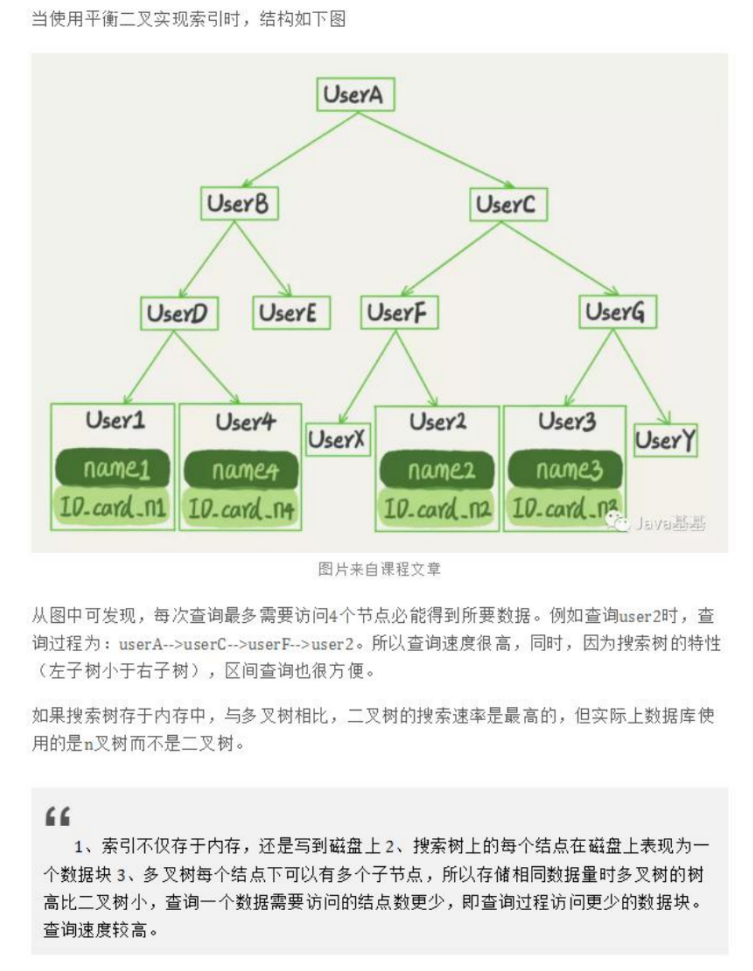 当使用平衡二叉实现索引时，结构如下图
UserA
UserB
UserC
UserD
UserE
UserF
UserG
User1
User4
UserX
User2
User3
UserY
name1
name4
name2
name3
ID_card_n1
ID_card_n4
ID_card_n2
ID_card_n3
Java基基
图片来自课程文章
从图中可发现，每次查询最多需要访问4个节点必能得到所要数据。例如查询user2时，查
询过程为：userA-->userC-->userF-->user2。所以查询速度很高，同时，因为搜索树的特性
（左子树小于右子树），区间查询也很方便。
如果搜索树存于内存中，与多叉树相比，二叉树的搜索速率是最高的，但实际上数据库使
用的是n叉树而不是二叉树。
1、索引不仅存于内存，还是写到磁盘上 2、搜索树上的每个结点在磁盘上表现为一
个数据块 3、多叉树每个结点下可以有多个子节点，所以存储相同数据量时多叉树的树
高比二叉树小，查询一个数据需要访问的结点数更少，即查询过程访问更少的数据块。
查询速度较高。